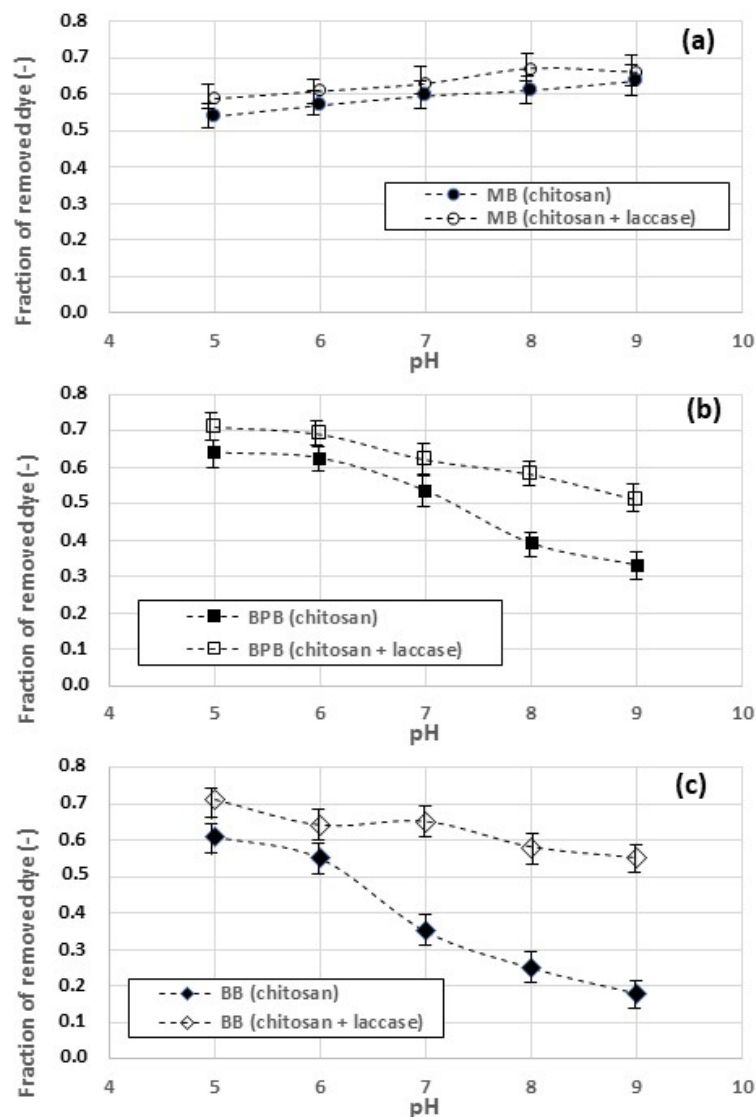 (a)
Fraction of removed dye (-)
0.8
0.7
0.6
0.5
0.4
0.3
0.2
0.1
0.0
MB (chitosan)
MB (chitosan + laccase)
4 5 6 7 8 9 10
pH
(b)
Fraction of removed dye (-)
0.8
0.7
0.6
0.5
0.4
0.3
0.2
0.1
0.0
BPB (chitosan)
BPB (chitosan + laccase)
4 5 6 7 8 9 10
pH
(c)
Fraction of removed dye (-)
0.8
0.7
0.6
0.5
0.4
0.3
0.2
0.1
0.0
BB (chitosan)
BB (chitosan + laccase)
4 5 6 7 8 9 10
pH